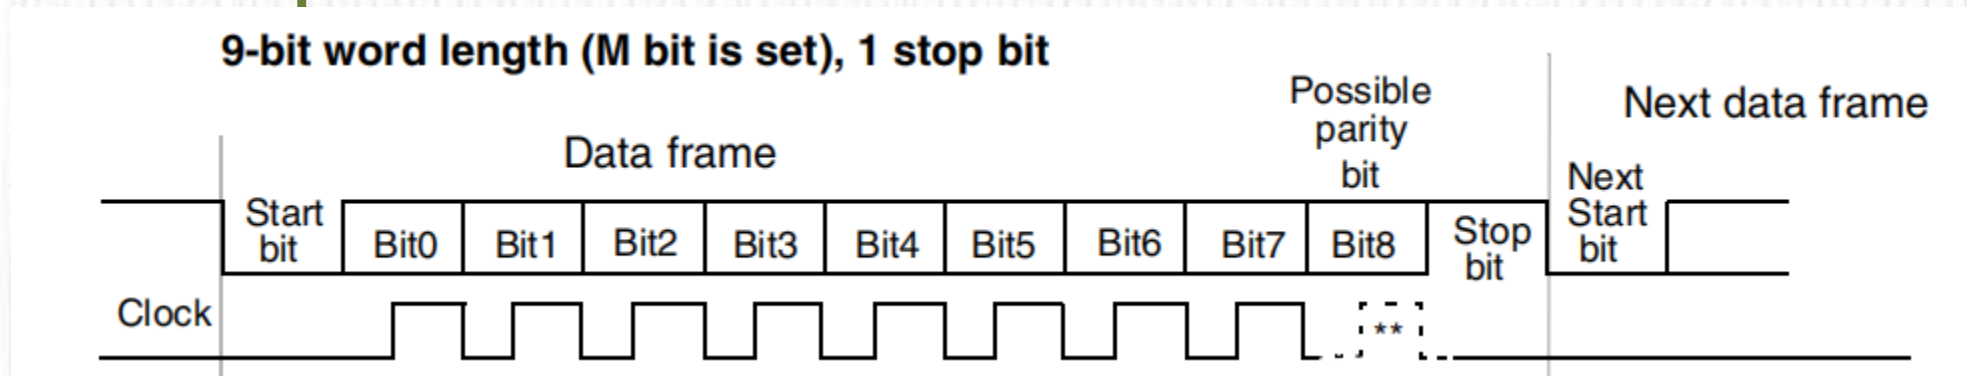 9-bit word length (M bit is set), 1 stop bit
Possible
parity
bit
Next data frame
Data frame
Next
Start
bit
Start
bit
Bit0
Bit1
Bit2
Bit3
Bit4
Bit5
Bit6
Bit7
Bit8
Stop
bit
Clock
**